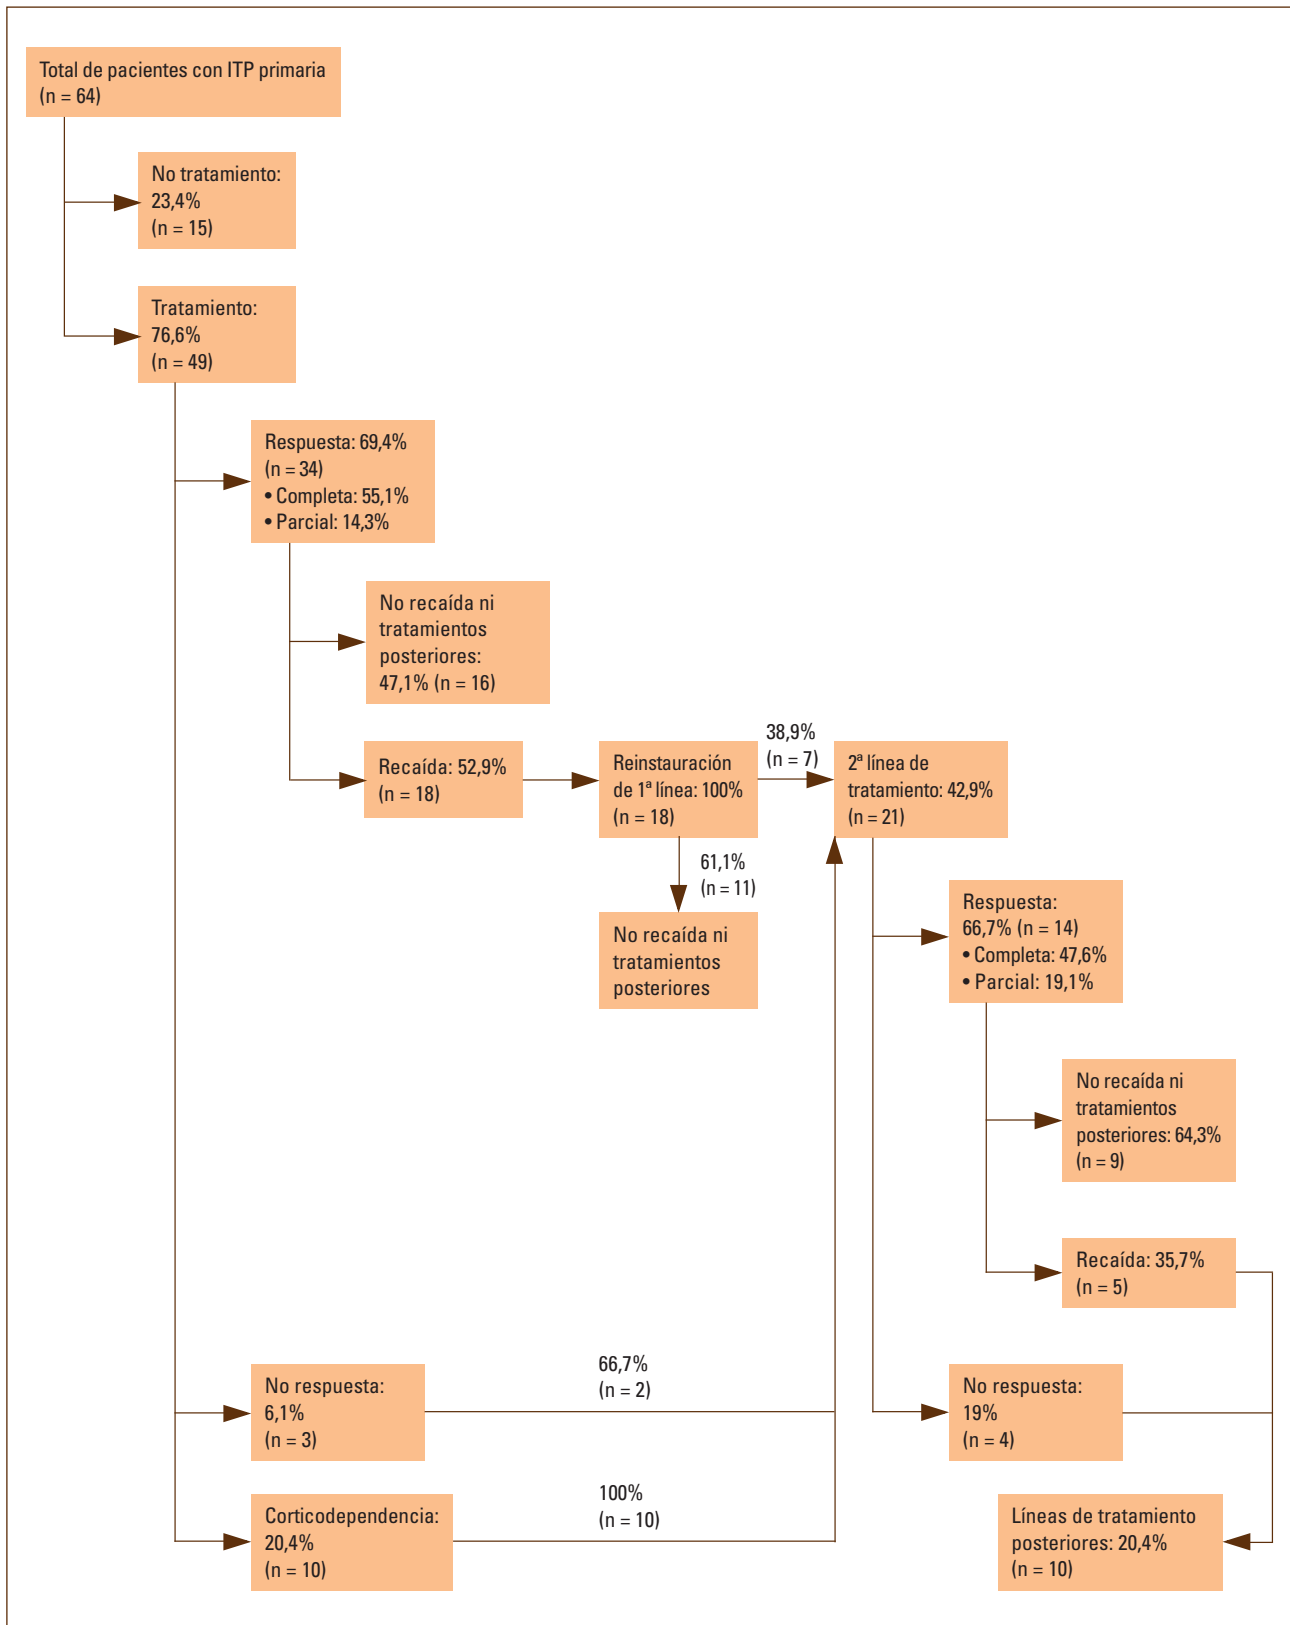 Total de pacientes con ITP primaria
(n = 64)
No tratamiento:
23,4%
(n = 15)
Tratamiento:
76,6%
(n = 49)
Respuesta: 69,4%
(n = 34)
• Completa: 55,1%
• Parcial: 14,3%
No recaída ni
tratamientos
posteriores:
47,1% (n = 16)
Recaída: 52,9%
(n = 18)
Reinstauración
de 1ª línea: 100%
(n = 18)
38,9%
(n = 7)
61,1%
(n = 11)
No recaída ni
tratamientos
posteriores
2ª línea de
tratamiento: 42,9%
(n = 21)
Respuesta:
66,7% (n = 14)
• Completa: 47,6%
• Parcial: 19,1%
No recaída ni
tratamientos
posteriores: 64,3%
(n = 9)
Recaída: 35,7%
(n = 5)
No respuesta:
6,1%
(n = 3)
66,7%
(n = 2)
No respuesta:
19%
(n = 4)
Corticodependencia:
20,4%
(n = 10)
100%
(n = 10)
Líneas de tratamiento
posteriores: 20,4%
(n = 10)